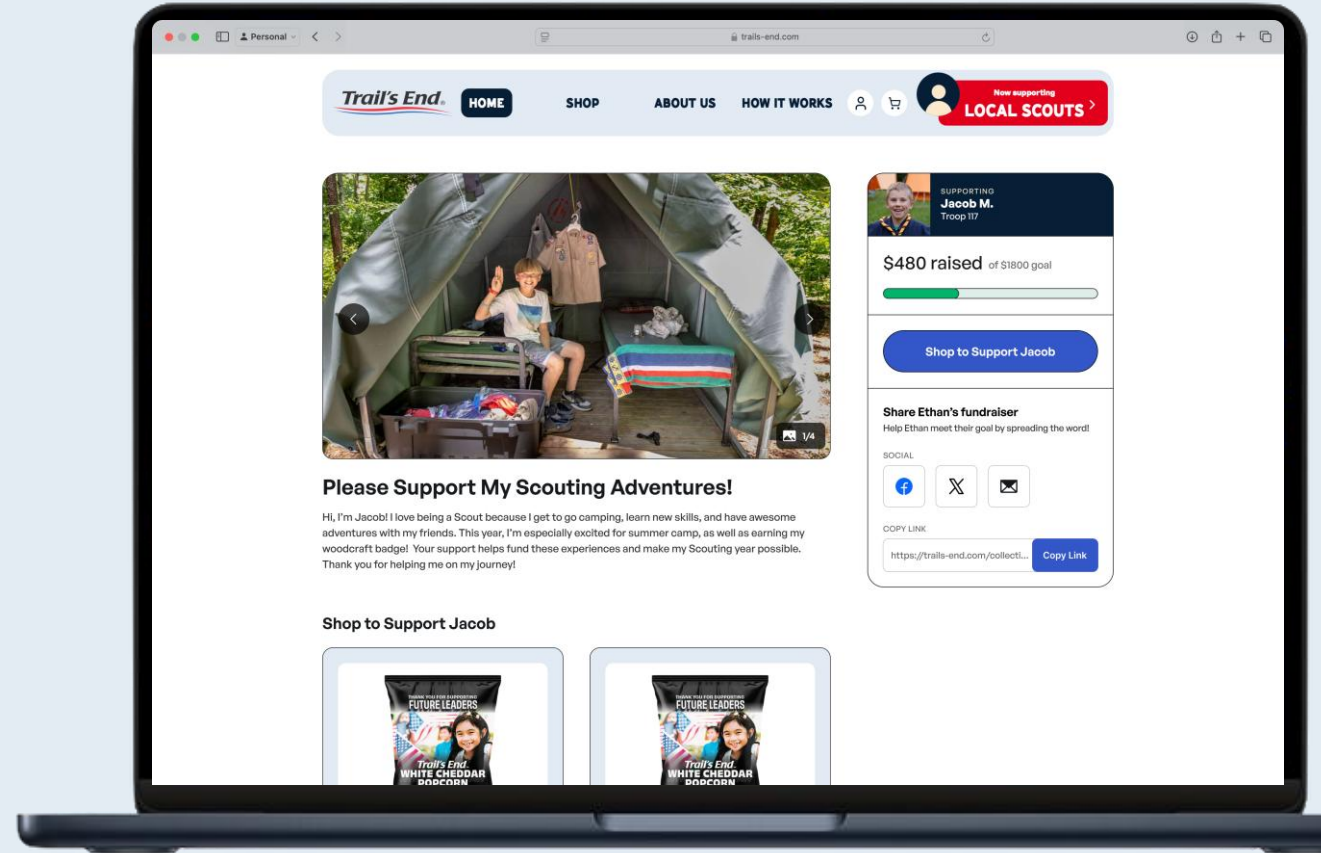 Personal
trails-end.com
Trail's End®
HOME
SHOP
ABOUT US
HOW IT WORKS
Now supporting
LOCAL SCOUTS
SUPPORTING
Jacob M.
Troop 117
$480 raised of $1800 goal
Shop to Support Jacob
Share Ethan's fundraiser
Help Ethan meet their goal by spreading the word!
SOCIAL
COPY LINK
https://trails-end.com/collecti...
Copy Link
1/4
Please Support My Scouting Adventures!
Hi, I'm Jacob! I love being a Scout because I get to go camping, learn new skills, and have awesome
adventures with my friends. This year, I'm especially excited for summer camp, as well as earning my
woodcraft badge! Your support helps fund these experiences and make my Scouting year possible.
Thank you for helping me on my journey!
Shop to Support Jacob
THANK YOU FOR SUPPORTING
FUTURE LEADERS
Trail's End
WHITE CHEDDAR
POPCORN
THANK YOU FOR SUPPORTING
FUTURE LEADERS
Trail's End
WHITE CHEDDAR
POPCORN